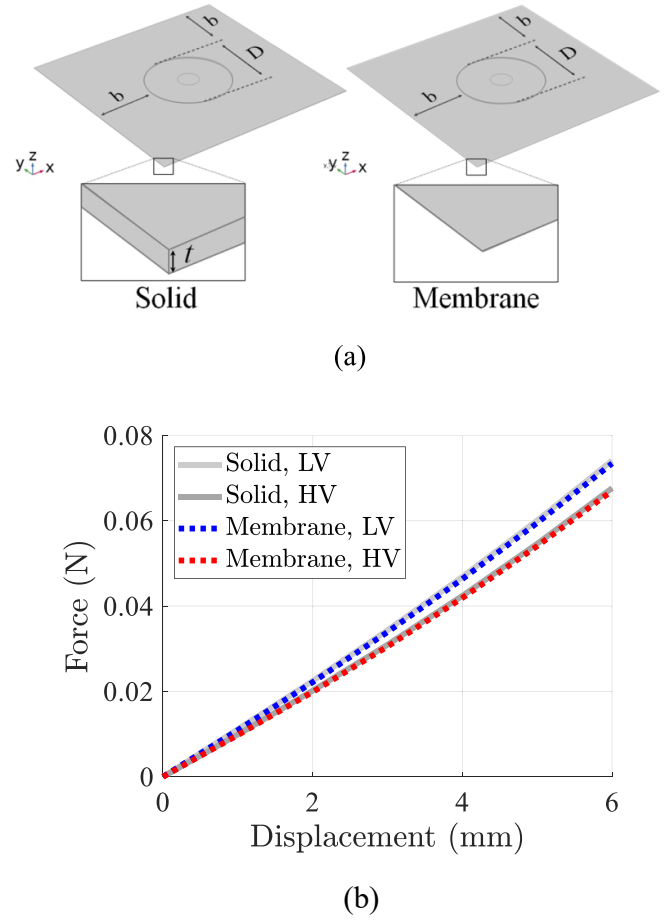 b
D
b
b
D
b
y z x
y z x
t
Solid
Membrane
(a)
0.08
0.06
0.04
0.02
0
Force (N)
Solid, LV
Solid, HV
Membrane, LV
Membrane, HV
0 2 4 6
Displacement (mm)
(b)